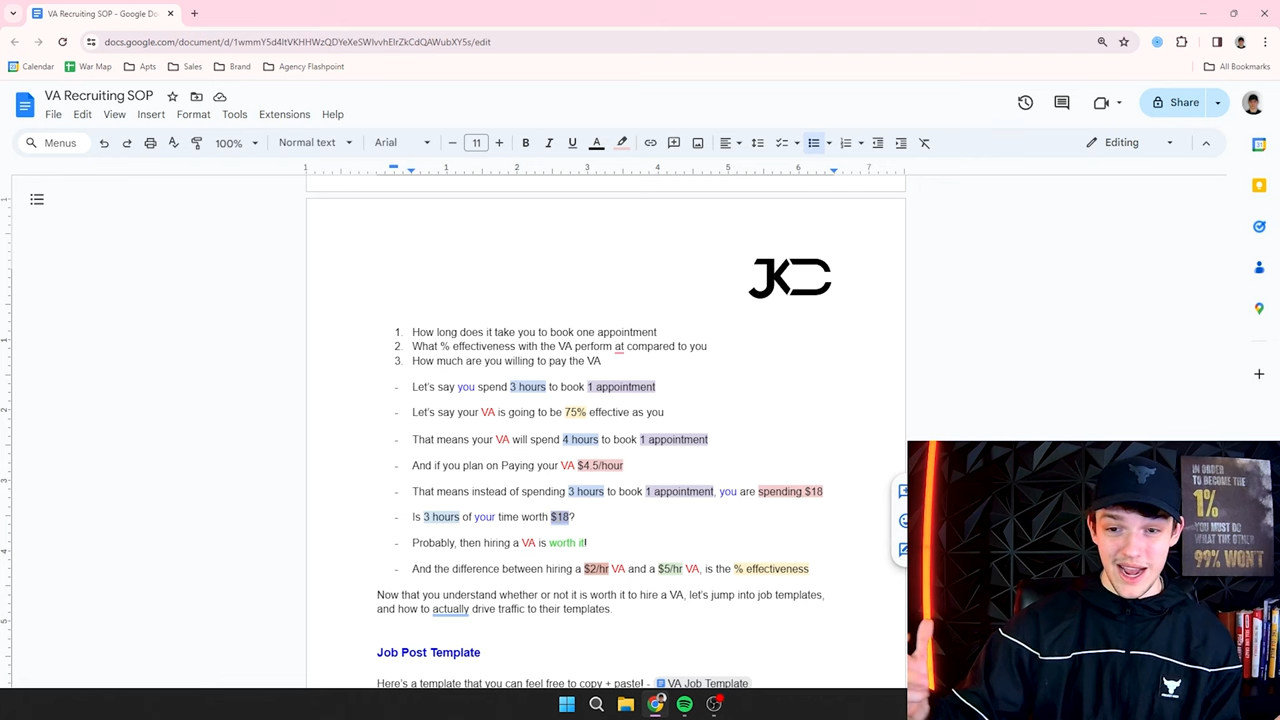 VA Recruiting SOP - Google Do
docs.google.com/document/d/1wmmY5d4ltVKHHWzQDYeXeSWlvvhElrZkCdQAWubXY5s/edit
Calendar
War Map
Apts
Sales
Brand
Agency Flashpoint
All Bookmarks
VA Recruiting SOP
File Edit View Insert Format Tools Extensions Help
Share
Menus
100%
Normal text
Arial
11
Editing
1 1 2 3 4 5 6 7
JKC
1. How long does it take you to book one appointment
2. What % effectiveness with the VA perform at compared to you
3. How much are you willing to pay the VA
- Let's say you spend 3 hours to book 1 appointment
- Let's say your VA is going to be 75% effective as you
- That means your VA will spend 4 hours to book 1 appointment
- And if you plan on Paying your VA $4.5/hour
- That means instead of spending 3 hours to book 1 appointment, you are spending $18
- Is 3 hours of your time worth $18?
- Probably, then hiring a VA is worth it!
- And the difference between hiring a $2/hr VA and a $5/hr VA, is the % effectiveness
Now that you understand whether or not it is worth it to hire a VA, let's jump into job templates,
and how to actually drive traffic to their templates.
Job Post Template
Here's a template that you can feel free to copy + paste! - VA Job Template
IN ORDER
TO BECOME THE
1%
YOU MUST DO
WHAT THE OTHER
99% WON'T